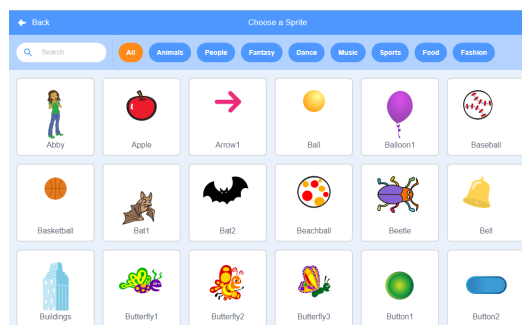 Back
Choose a Sprite
Search
All Animals People Fantasy Dance Music Sports Food Fashion
Abby Apple Arrow1 Ball Balloon1 Baseball
Basketball Bat1 Bat2 Beachball Beetle Bell
Buildings Butterfly1 Butterfly2 Butterfly3 Button1 Button2